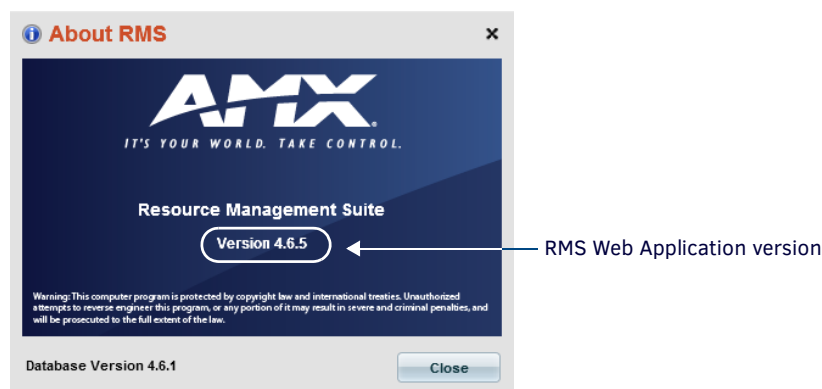 About RMS
AMX
IT'S YOUR WORLD. TAKE CONTROL.
Resource Management Suite
Version 4.6.5
RMS Web Application version
Warning: This computer program is protected by copyright law and international treaties. Unauthorized
attempts to reverse engineer this program, or any portion of it may result in severe and criminal penalties, and
will be prosecuted to the full extent of the law.
Database Version 4.6.1
Close